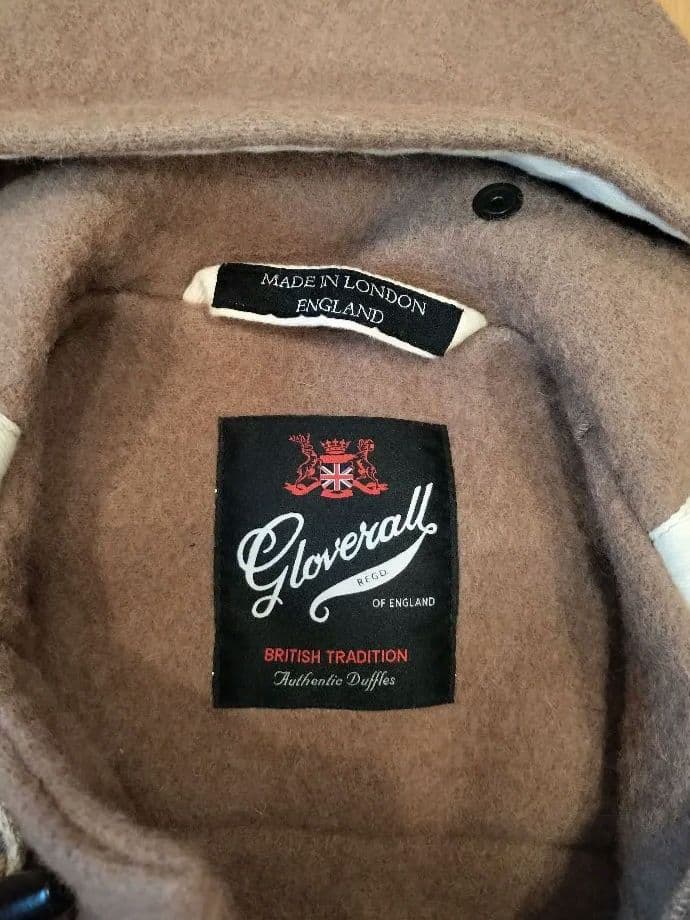 MADE IN LONDON
ENGLAND
Gloverall
REGD.
OF ENGLAND
BRITISH TRADITION
Authentic Duffles